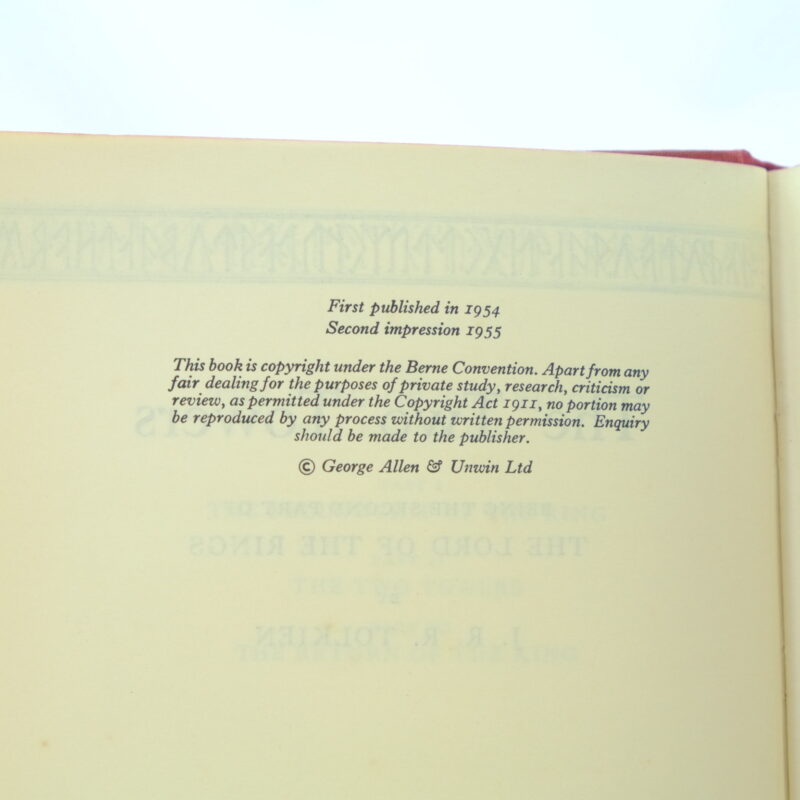 First published in 1954
Second impression 1955
This book is copyright under the Berne Convention. Apart from any
fair dealing for the purposes of private study, research, criticism or
review, as permitted under the Copyright Act 1911, no portion may
be reproduced by any process without written permission. Enquiry
should be made to the publisher.
© George Allen & Unwin Ltd